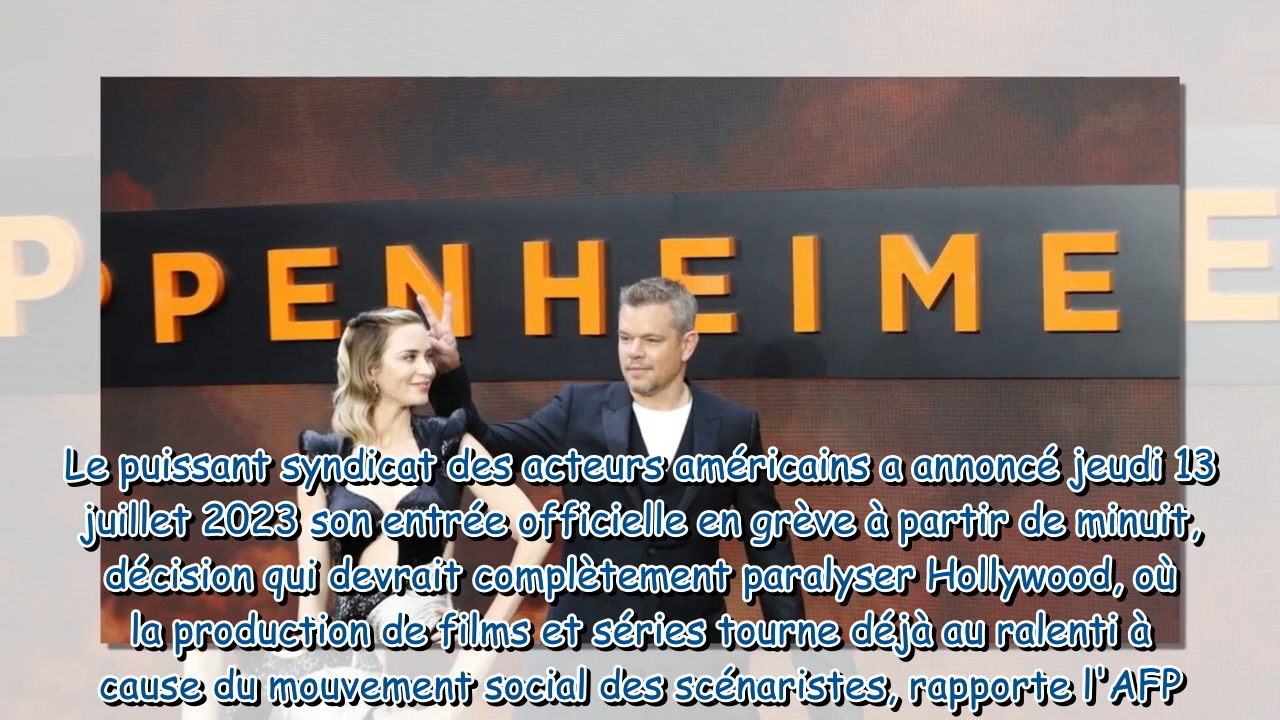 PPENHEIME
Le puissant syndicat des acteurs américains a annoncé jeudi 13
juillet 2023 son entrée officielle en grève à partir de minuit,
décision qui devrait complètement paralyser Hollywood, où
la production de films et séries tourne déjà au ralenti à
cause du mouvement social des scénaristes, rapporte l'AFP